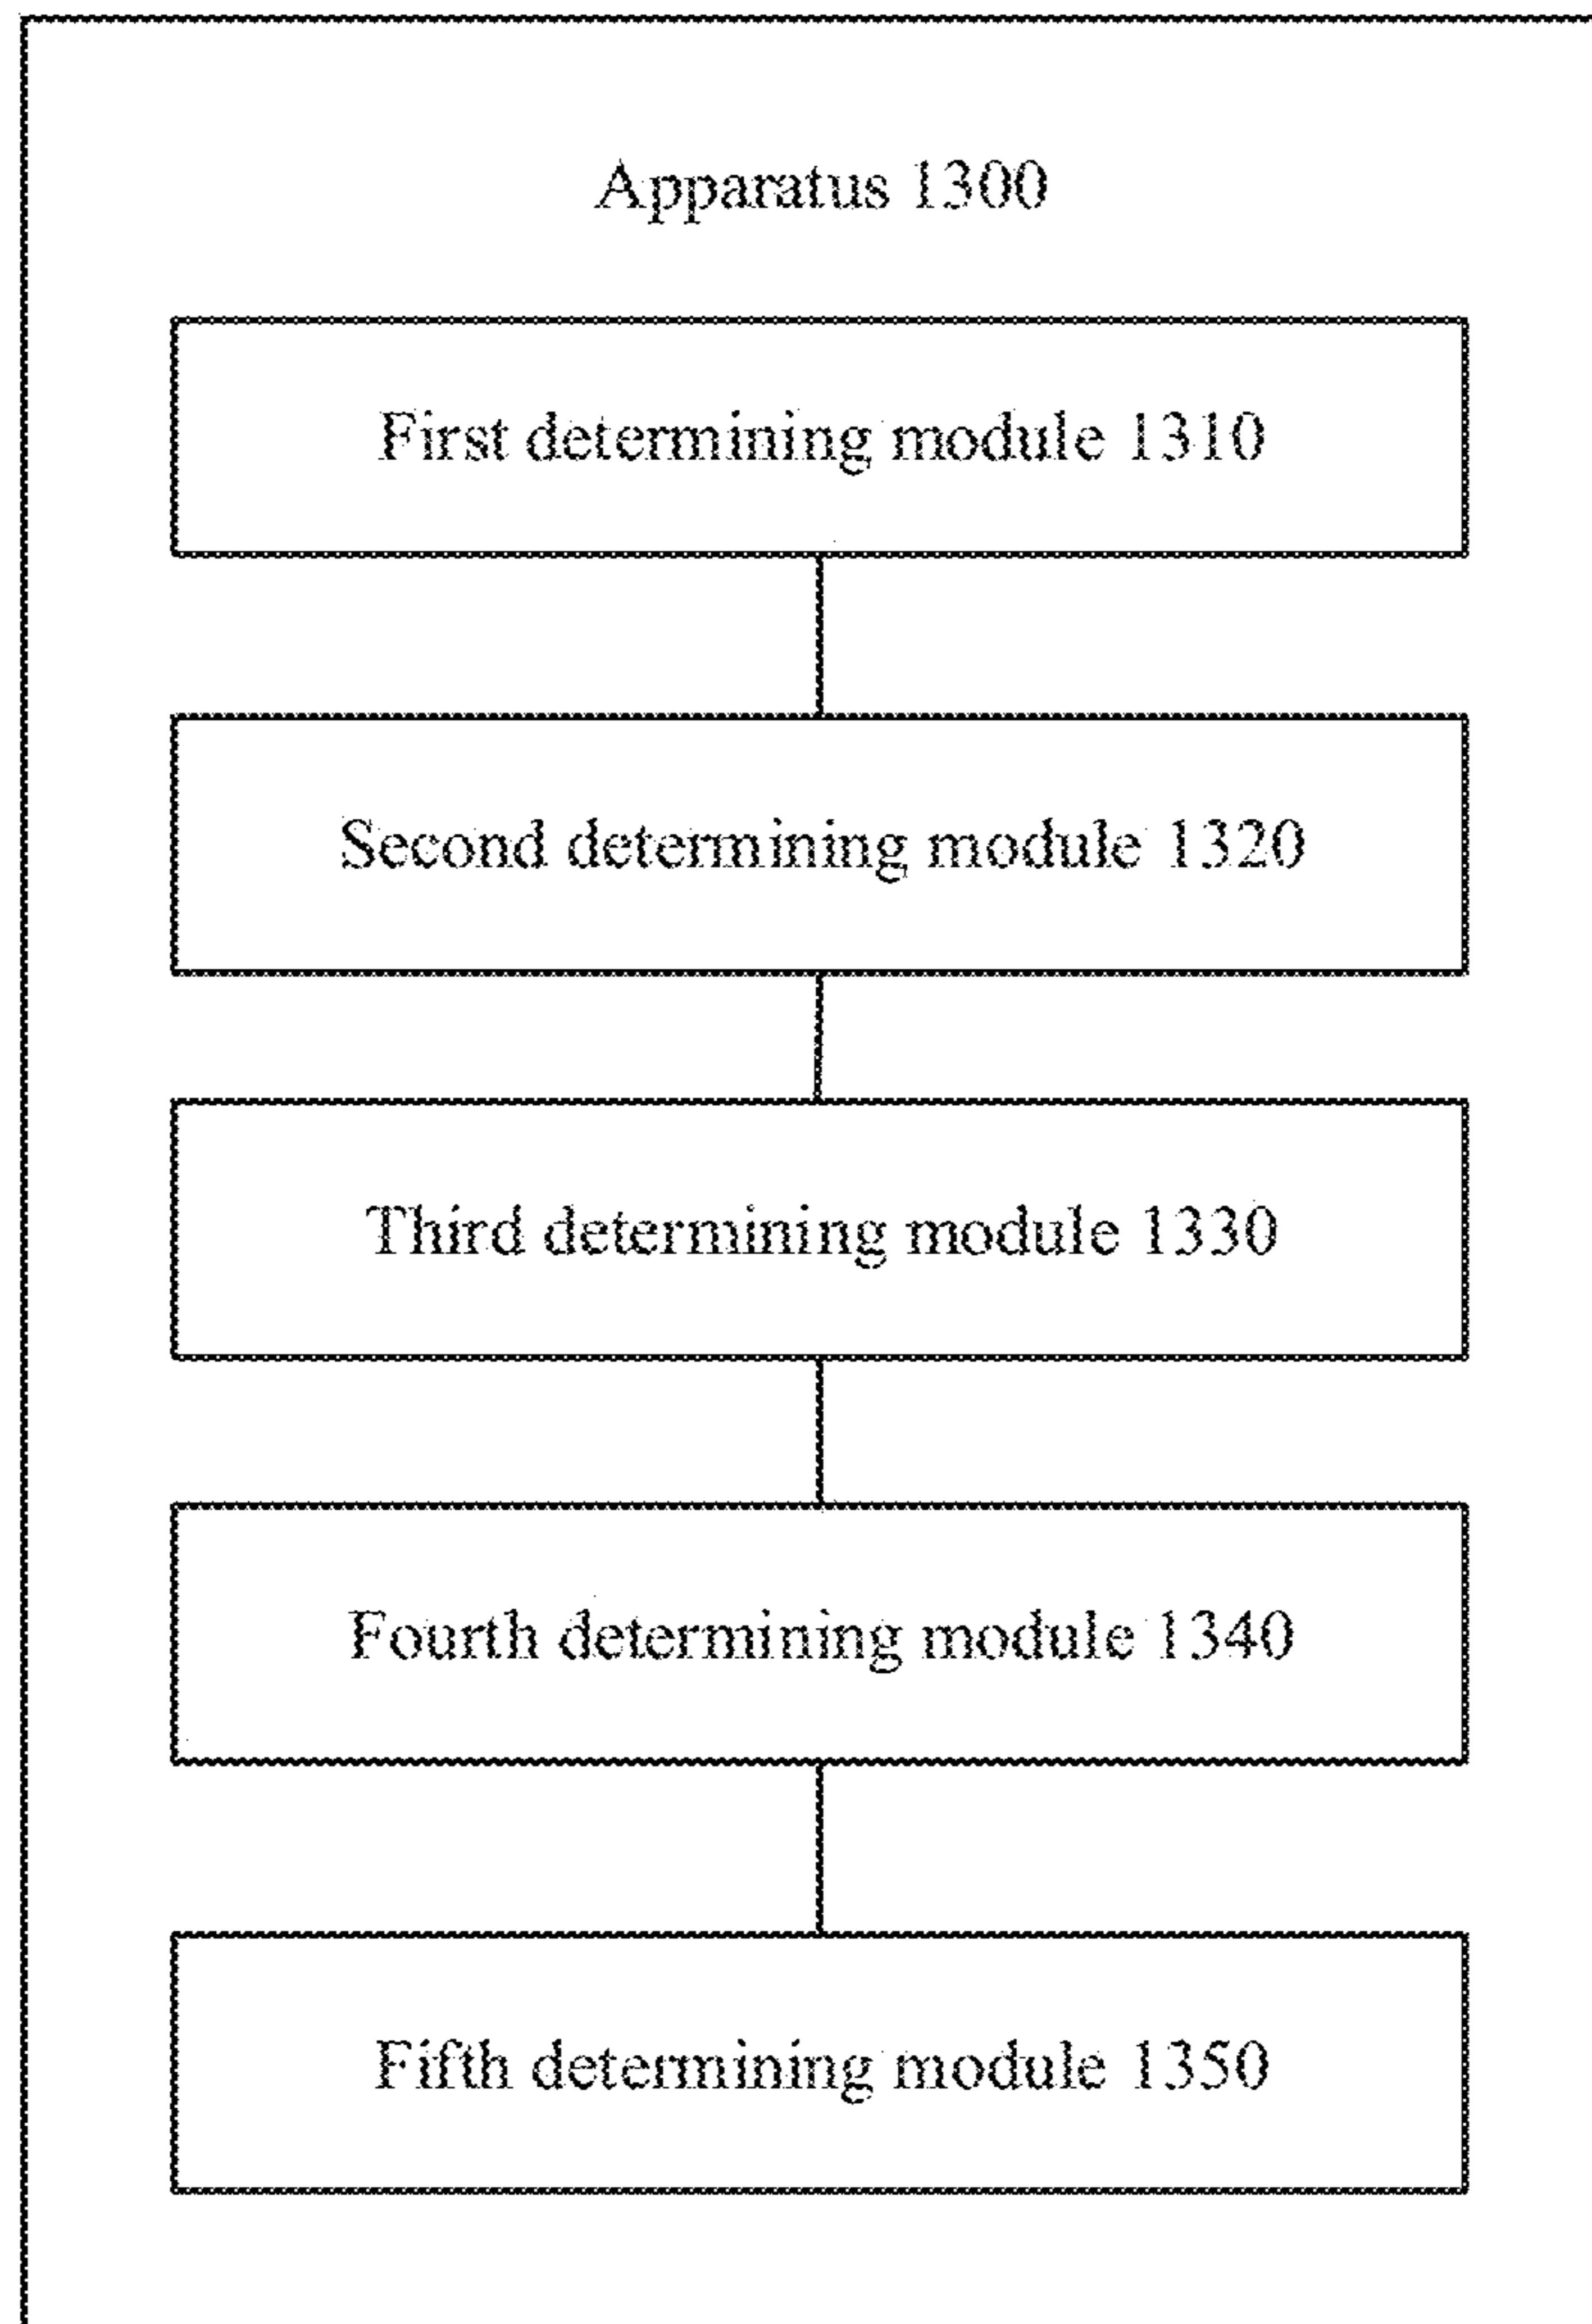 Apparatus 1300
First determining module 1310
Second determining module 1320
Third determining module 1330
Fourth determining module 1340
Fifth determining module 1350